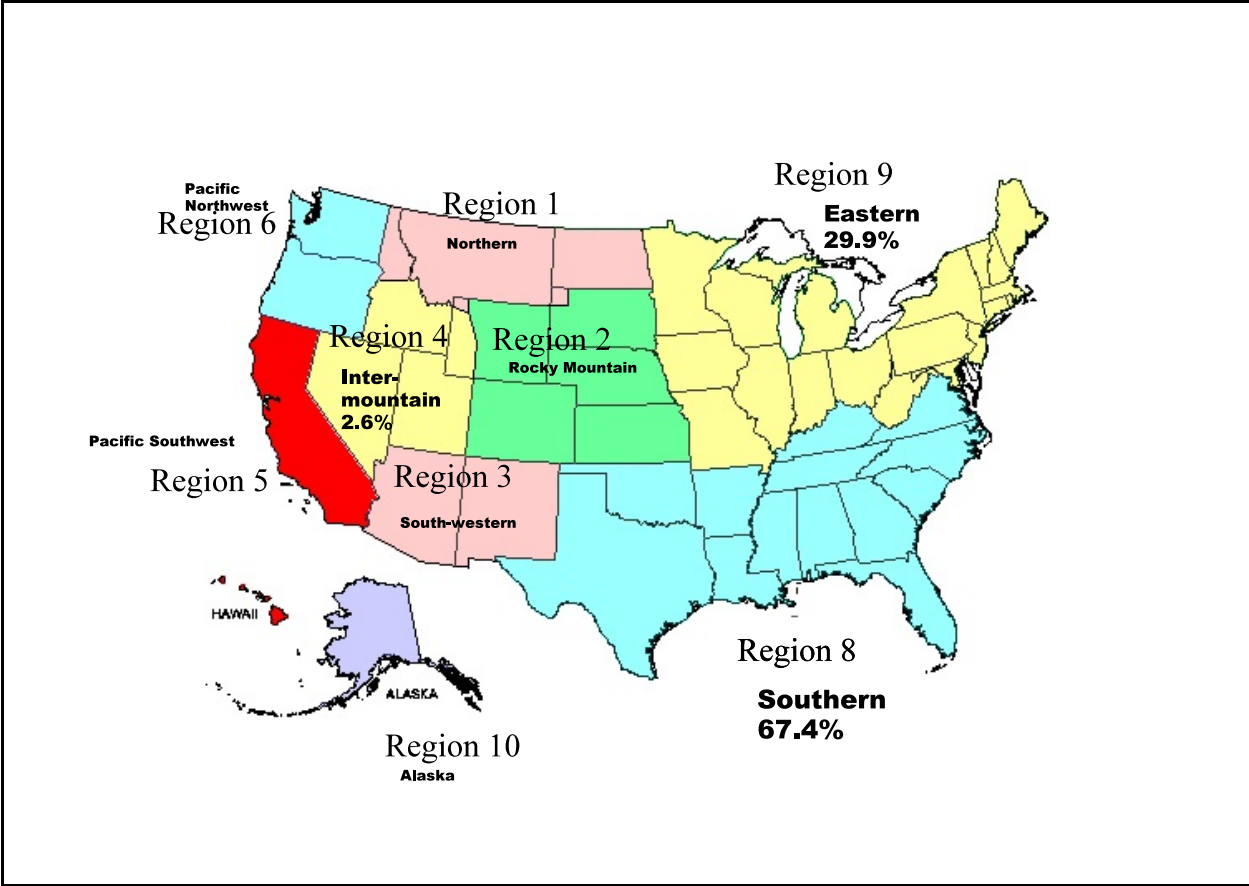 Pacific
Northwest
Region 6
Region 1
Northern
Region 9
Eastern
29.9%
Region 4
Inter-
mountain
2.6%
Region 2
Rocky Mountain
Pacific Southwest
Region 5
Region 3
South-western
HAWAII
ALASKA
Region 10
Alaska
Region 8
Southern
67.4%